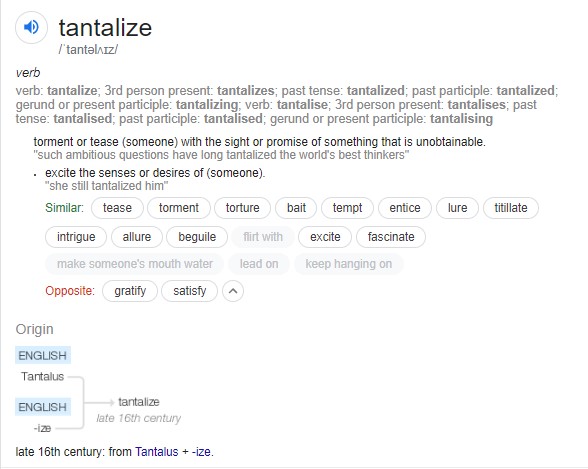 tantalize
/ˈtantəlʌɪz/
verb
verb: tantalize; 3rd person present: tantalizes; past tense: tantalized; past participle: tantalized;
gerund or present participle: tantalizing; verb: tantalise; 3rd person present: tantalises; past
tense: tantalised; past participle: tantalised; gerund or present participle: tantalising
torment or tease (someone) with the sight or promise of something that is unobtainable.
"such ambitious questions have long tantalized the world's best thinkers"
• excite the senses or desires of (someone).
"she still tantalized him"
Similar: tease torment torture bait tempt entice lure titillate
intrigue allure beguile flirt with excite fascinate
make someone's mouth water lead on keep hanging on
Opposite: gratify satisfy
Origin
ENGLISH
Tantalus
tantalize
ENGLISH
late 16th century
-ize
late 16th century: from Tantalus + -ize.